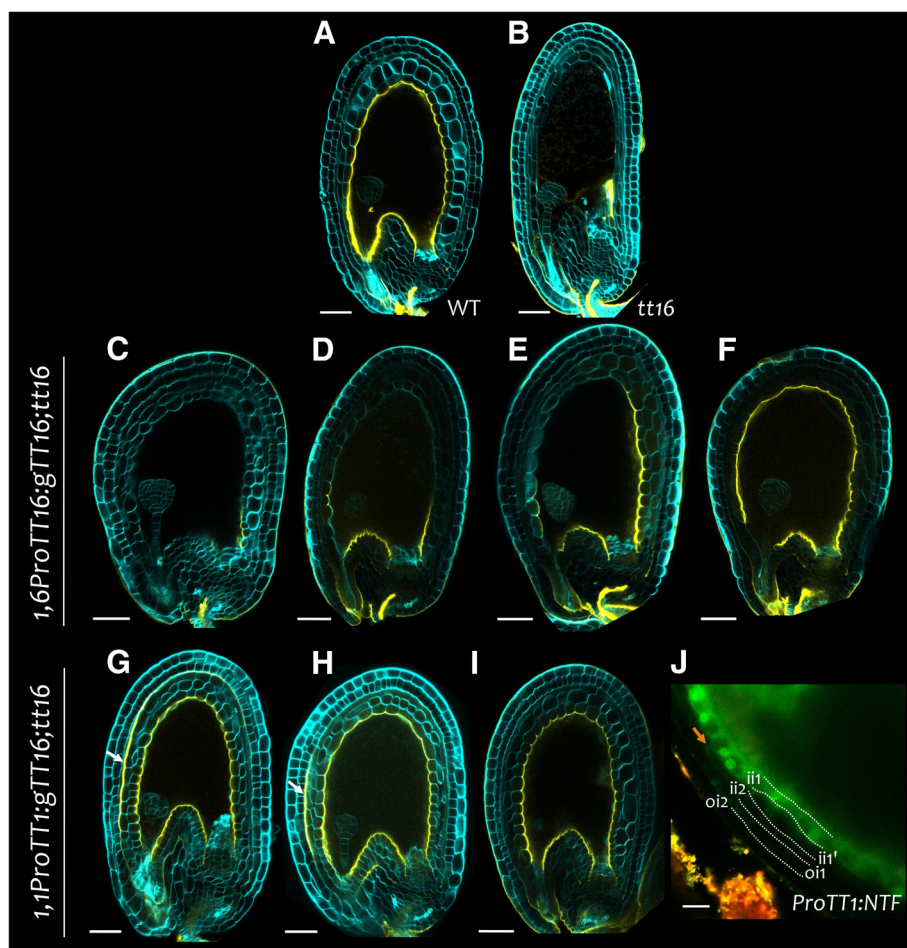 A
B
WT
tt16
1,6ProTT16:gTT16;tt16
C
D
E
F
1,1ProTT1:gTT16;tt16
G
H
I
J
ii1
ii2
oi2
ii1'
oi1
ProTT1:NTF